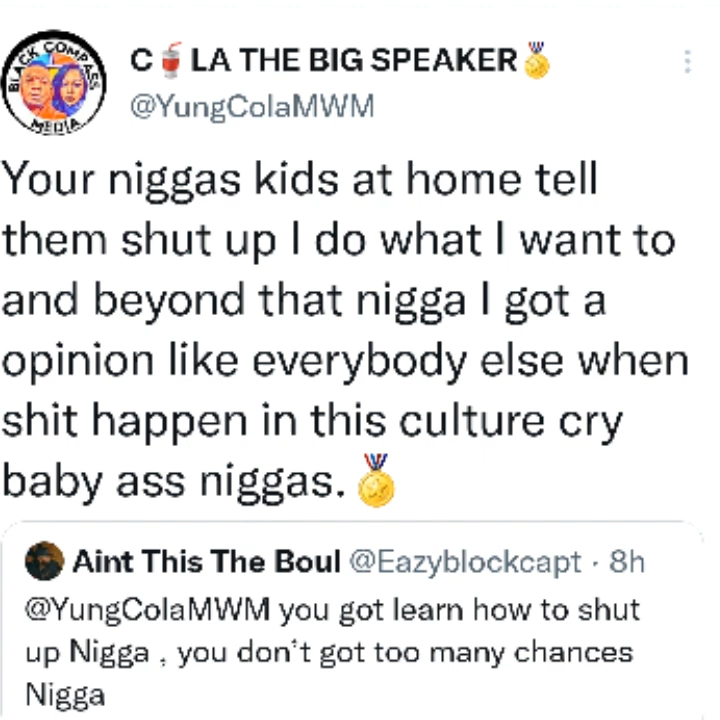 BLACK COMPASS
MEDIA
C🥤LA THE BIG SPEAKER🏅
@YungColaMWM
Your niggas kids at home tell
them shut up I do what I want to
and beyond that nigga I got a
opinion like everybody else when
shit happen in this culture cry
baby ass niggas.🏅
Aint This The Boul @Eazyblockcapt · 8h
@YungColaMWM you got learn how to shut
up Nigga , you don't got too many chances
Nigga